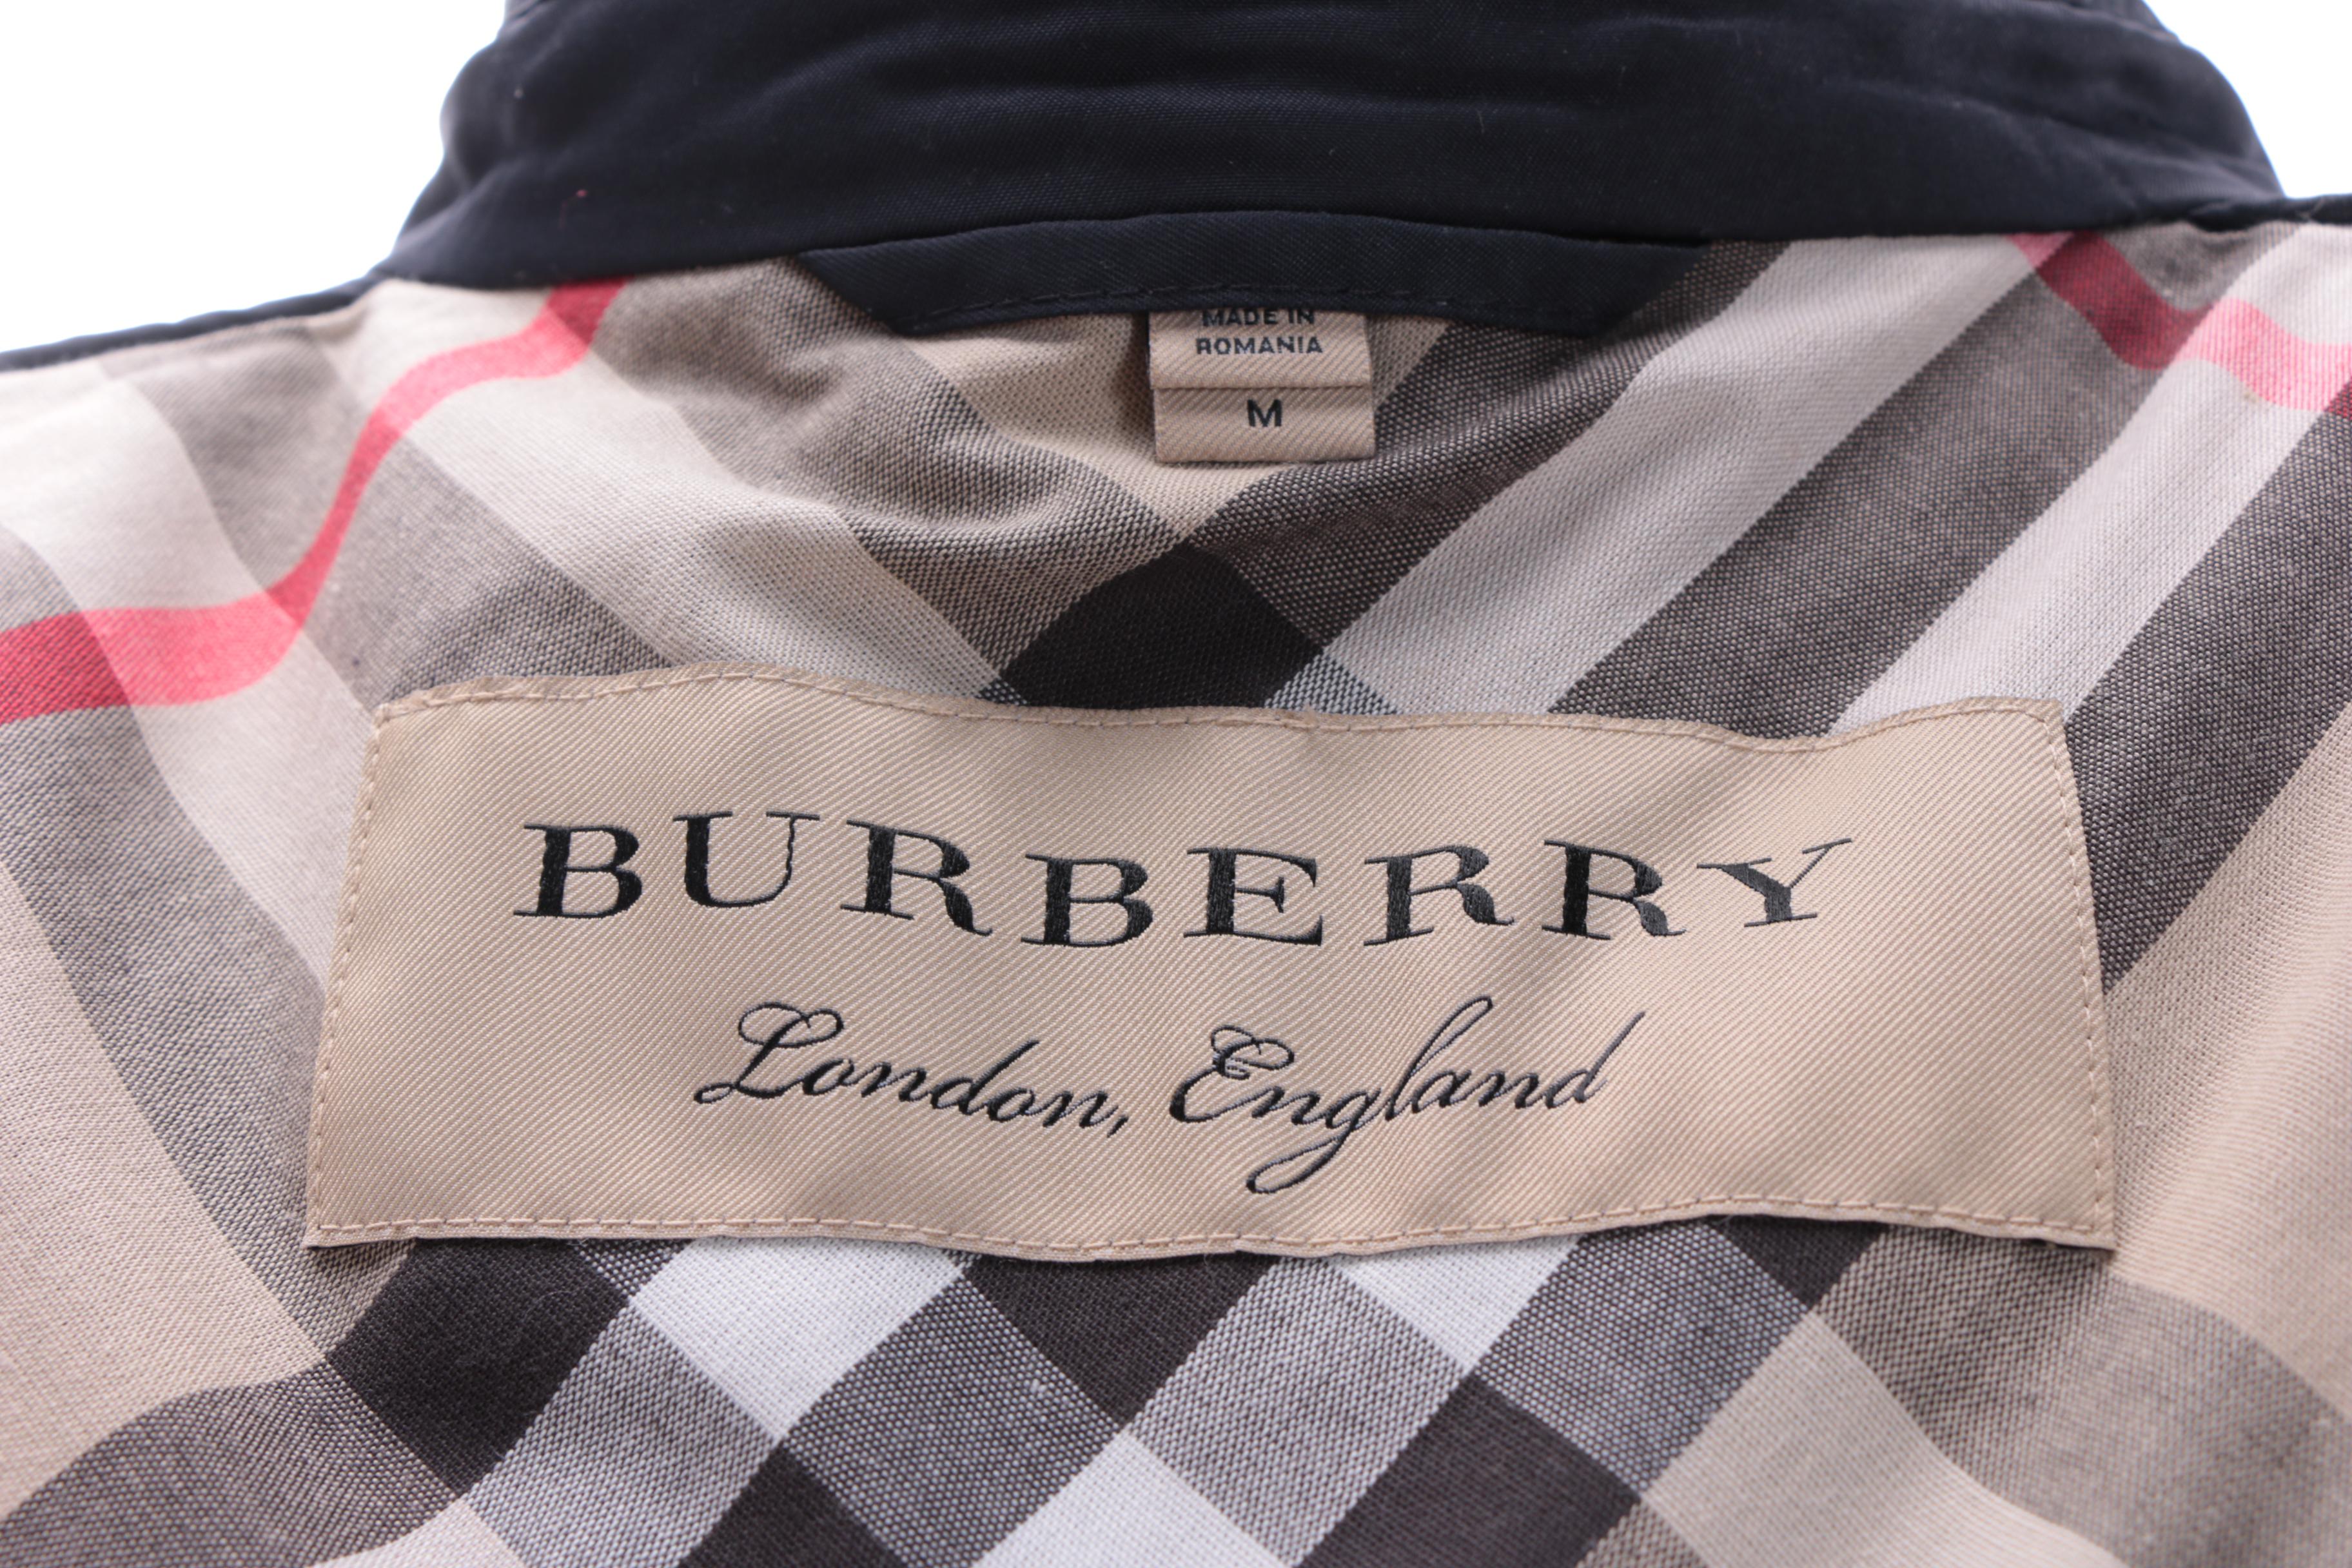 MADE IN
ROMANIA
M
BURBERRY
London, England